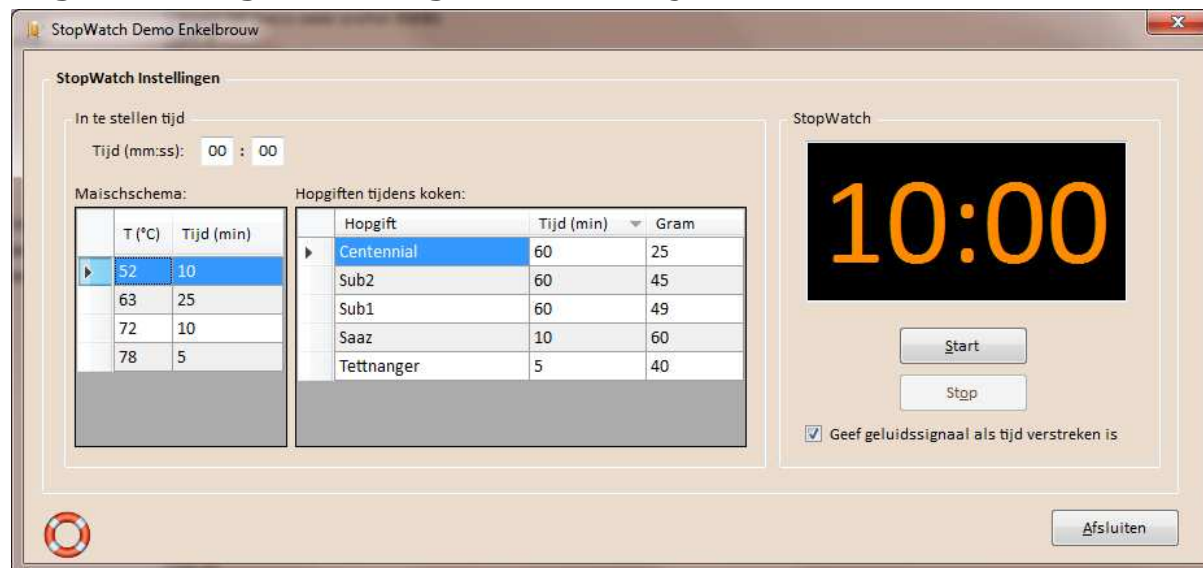 StopWatch Demo Enkelbrouw
x
StopWatch Instellingen
In te stellen tijd
Tijd (mm:ss): 00 : 00
Maischschema:
T (°C) Tijd (min)
52 10
63 25
72 10
78 5
Hopgiften tijdens koken:
Hopgift Tijd (min) Gram
Centennial 60 25
Sub2 60 45
Sub1 60 49
Saaz 10 60
Tettnanger 5 40
StopWatch
10:00
Start
Stop
Geef geluidssignaal als tijd verstreken is
Afsluiten